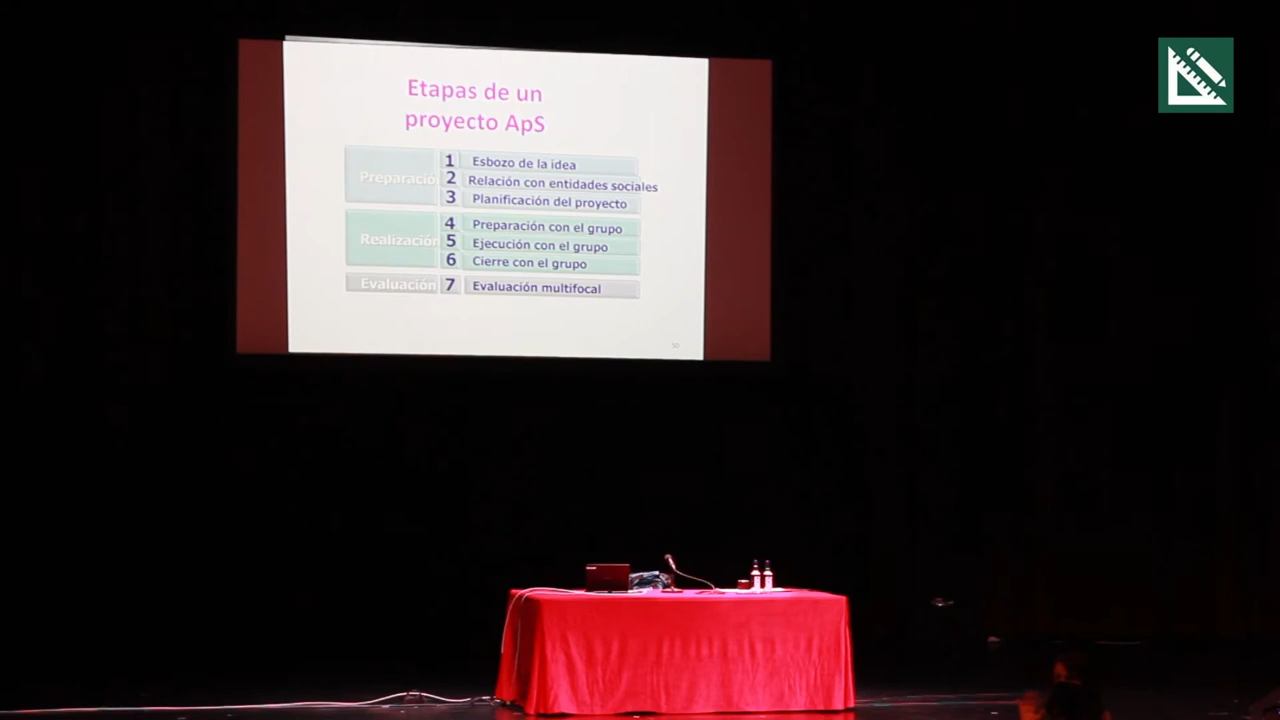 Etapas de un
proyecto ApS
Preparació
1 Esbozo de la idea
2 Relación con entidades sociales
3 Planificación del proyecto
Realización
4 Preparación con el grupo
5 Ejecución con el grupo
6 Cierre con el grupo
Evaluación 7 Evaluación multifocal
50